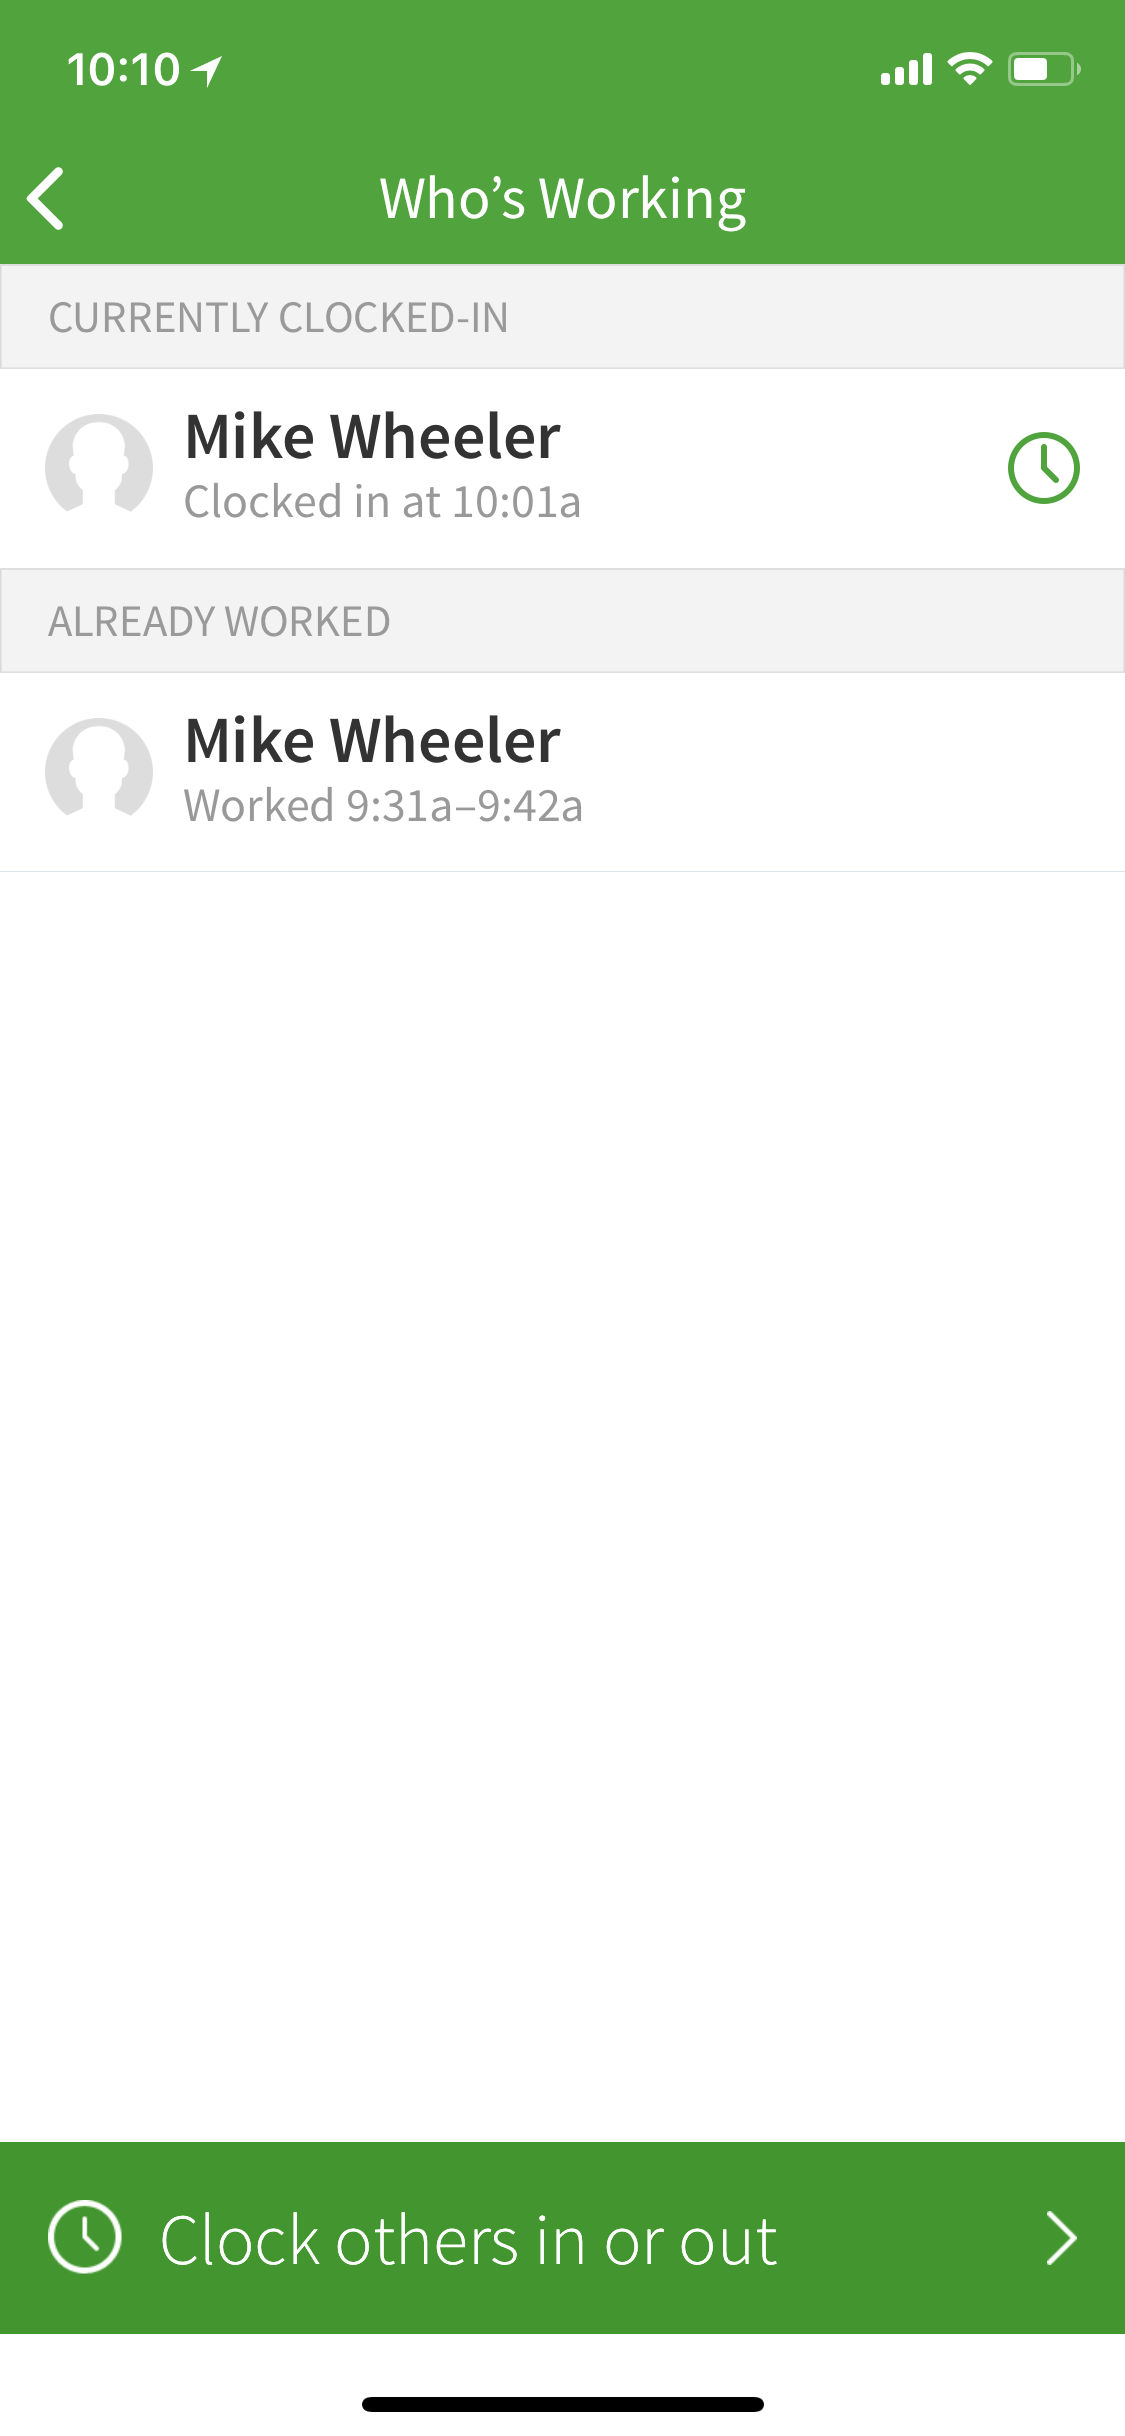 10:10
Who’s Working
CURRENTLY CLOCKED-IN
Mike Wheeler
Clocked in at 10:01a
ALREADY WORKED
Mike Wheeler
Worked 9:31a–9:42a
Clock others in or out